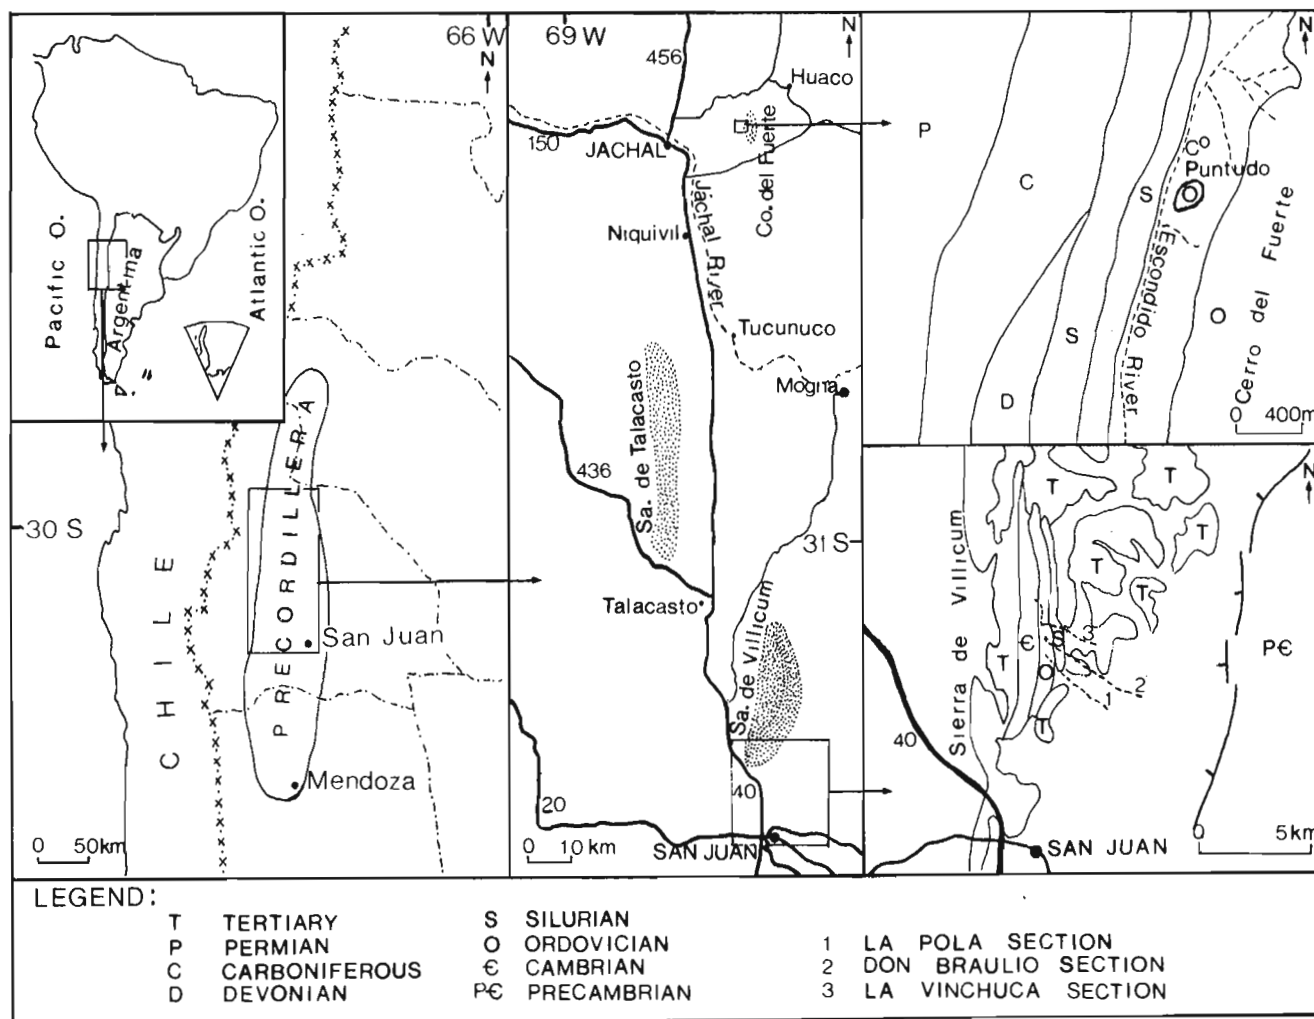 Pacific O.
Argentina
Atlantic O.
66 W
N
30 S
CHILE
PRECORDILLERA
San Juan
Mendoza
0 50km
69 W
N
456
Huaco
150
JACHAL
Co. del Fuerte
Jáchal River
Niquivil
Tucunuco
Mogna
Sa. de Talacasto
436
31 S
Talacasto
Sa. de Villicum
40
20
0 10 km
SAN JUAN
N
P
C
S
Cº
Puntudo
O
Escondido River
S
O
D
Cerro del Fuerte
0 400m
N
Sierra de Villicum
T
T
T
T
T
T
Є
S
3
O
2
1
T
PЄ
40
0 5km
SAN JUAN
LEGEND:
T TERTIARY
P PERMIAN
C CARBONIFEROUS
D DEVONIAN
S SILURIAN
O ORDOVICIAN
Є CAMBRIAN
PЄ PRECAMBRIAN
1 LA POLA SECTION
2 DON BRAULIO SECTION
3 LA VINCHUCA SECTION